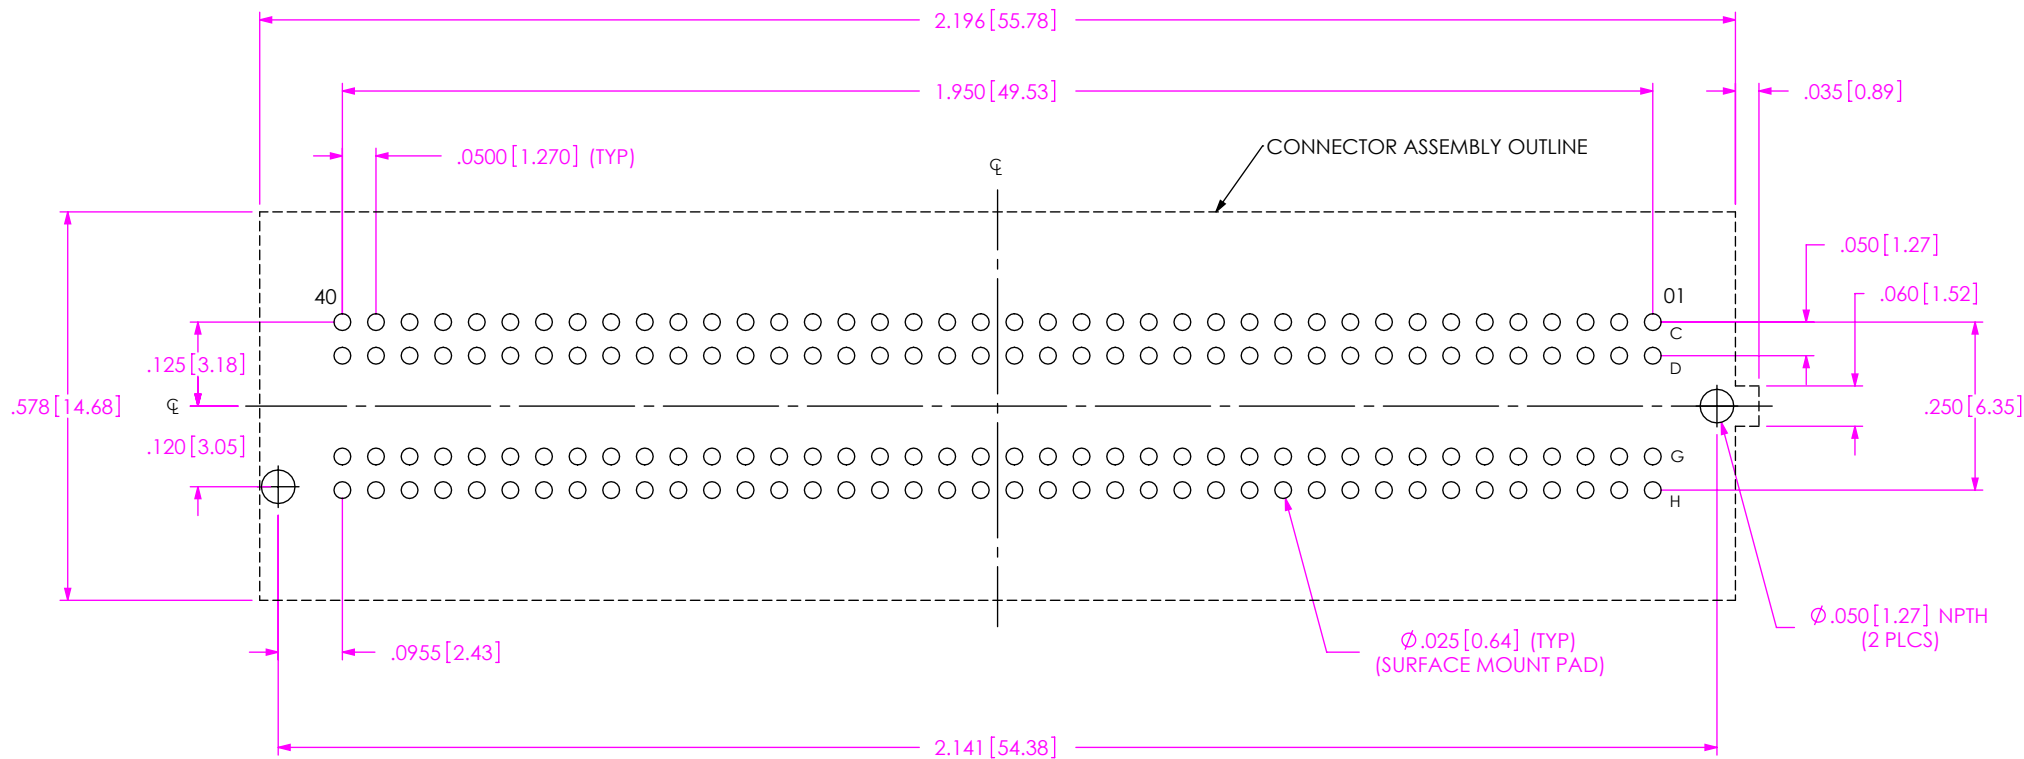 2.196[55.78]
1.950[49.53]
.035[0.89]
.0500[1.270] (TYP)
CONNECTOR ASSEMBLY OUTLINE
℄
.050[1.27]
40
01
.060[1.52]
C
.125[3.18]
D
.578[14.68]
℄
.250[6.35]
.120[3.05]
G
H
Ø.050[1.27] NPTH
(2 PLCS)
.0955[2.43]
Ø.025[0.64] (TYP)
(SURFACE MOUNT PAD)
2.141[54.38]